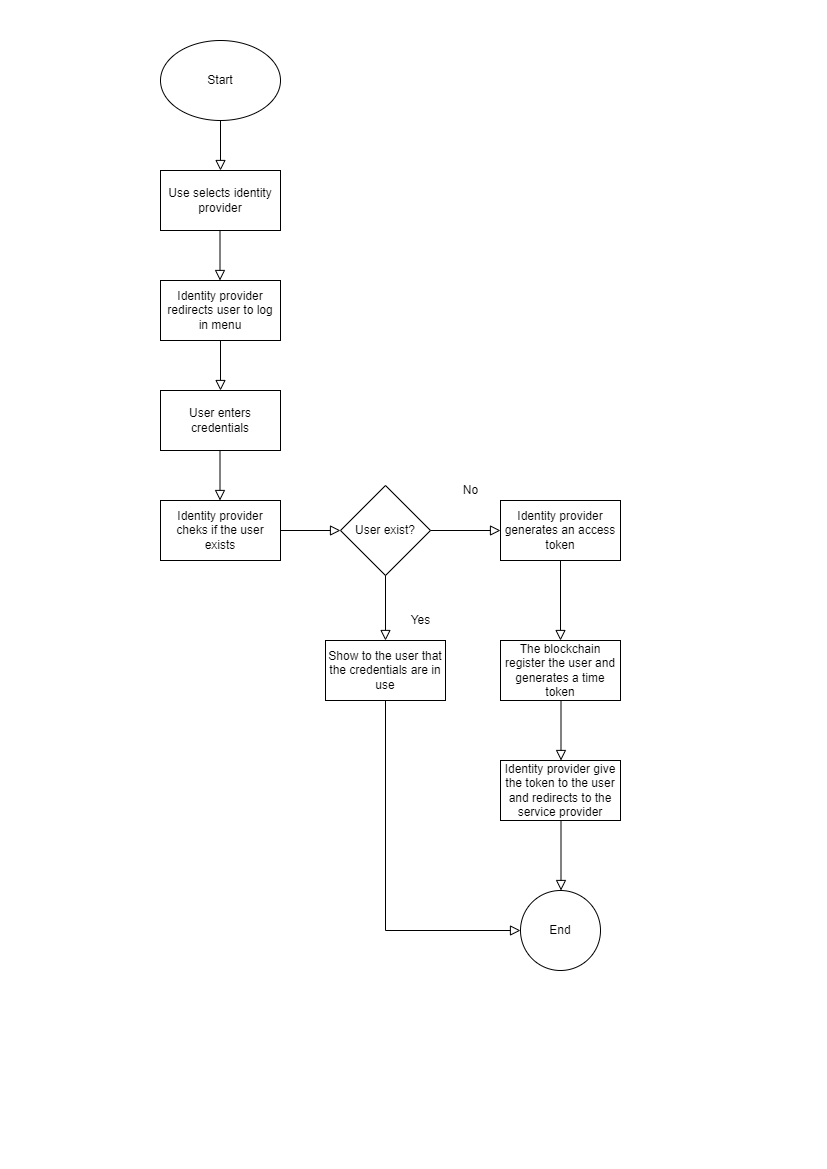 Start
Use selects identity
provider
Identity provider
redirects user to log
in menu
User enters
credentials
Identity provider
cheks if the user
exists
User exist?
No
Identity provider
generates an access
token
Yes
Show to the user that
the credentials are in
use
The blockchain
register the user and
generates a time
token
Identity provider give
the token to the user
and redirects to the
service provider
End